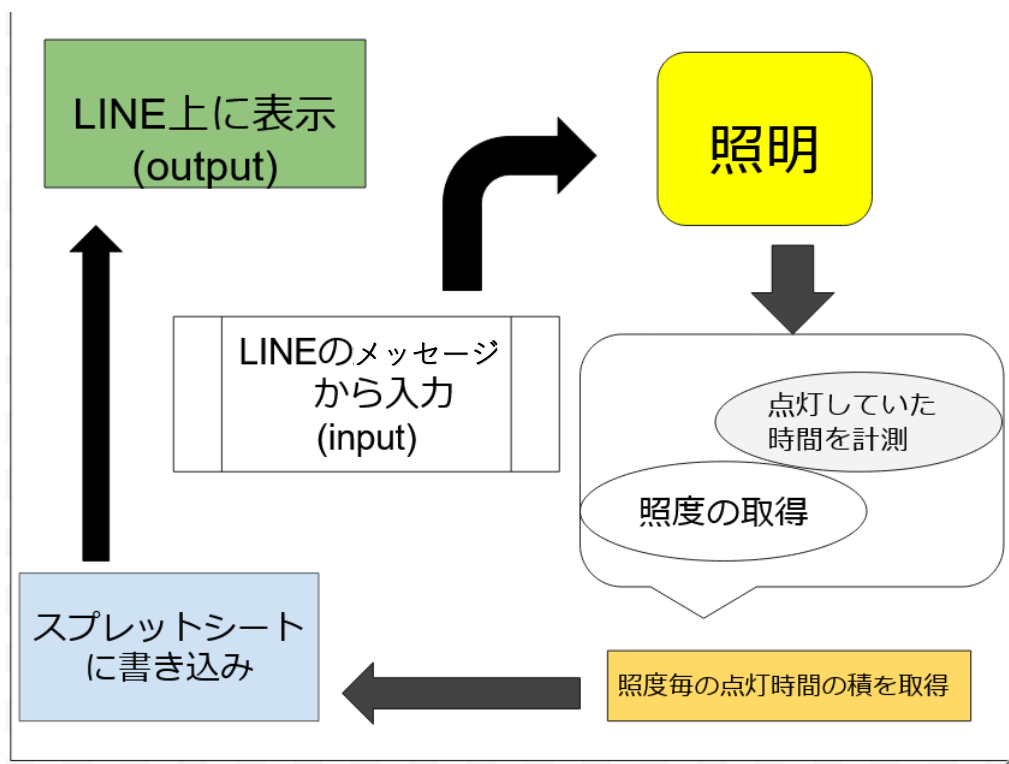 LINE上に表示
(output)
照明
LINEのメッセージ
から入力
(input)
点灯していた
時間を計測
照度の取得
照度毎の点灯時間の積を取得
スプレットシート
に書き込み